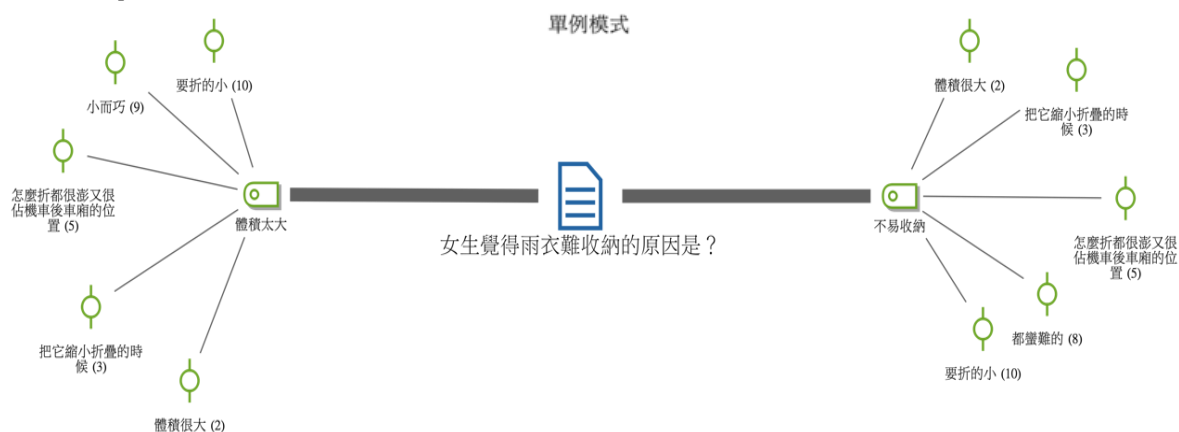 單例模式
要折的小 (10)
小而巧 (9)
怎麼折都很澎又很
佔機車後車廂的位
置 (5)
體積太大
把它縮小折疊的時
候 (3)
體積很大 (2)
女生覺得雨衣難收納的原因是？
體積很大 (2)
把它縮小折疊的時
候 (3)
不易收納
怎麼折都很澎又很
佔機車後車廂的位
置 (5)
都蠻難的 (8)
要折的小 (10)